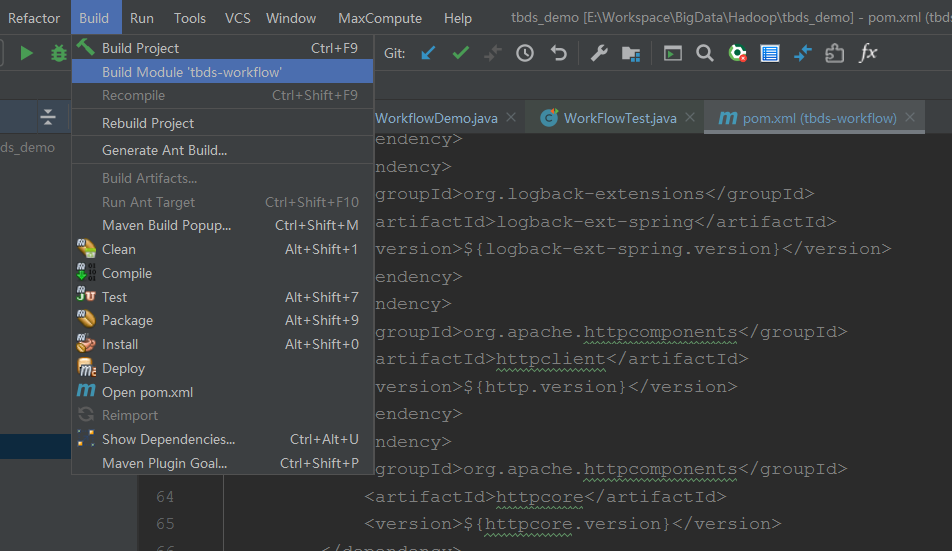 Refactor Build Run Tools VCS Window MaxCompute Help tbds_demo [E:\Workspace\BigData\Hadoop\tbds_demo] - pom.xml (tbds
Build Project Ctrl+F9 Git:
Build Module 'tbds-workflow'
Recompile Ctrl+Shift+F9
WorkflowDemo.java WorkFlowTest.java pom.xml (tbds-workflow)
Rebuild Project
endency>
ds_demo Generate Ant Build...
ndency>
Build Artifacts...
groupId>org.logback-extensions</groupId>
Run Ant Target Ctrl+Shift+F10
artifactId>logback-ext-spring</artifactId>
Maven Build Popup... Ctrl+Shift+M
Clean Alt+Shift+1 version>${logback-ext-spring.version}</version>
Compile endency>
Test Alt+Shift+7 ndency>
Package Alt+Shift+9 groupId>org.apache.httpcomponents</groupId>
Install Alt+Shift+0 artifactId>httpclient</artifactId>
Deploy
version>${http.version}</version>
Open pom.xml
Reimport endency>
Show Dependencies... Ctrl+Alt+U ndency>
Maven Plugin Goal... Ctrl+Shift+P groupId>org.apache.httpcomponents</groupId>
64 <artifactId>httpcore</artifactId>
65 <version>${httpcore.version}</version>
66 </dependency>